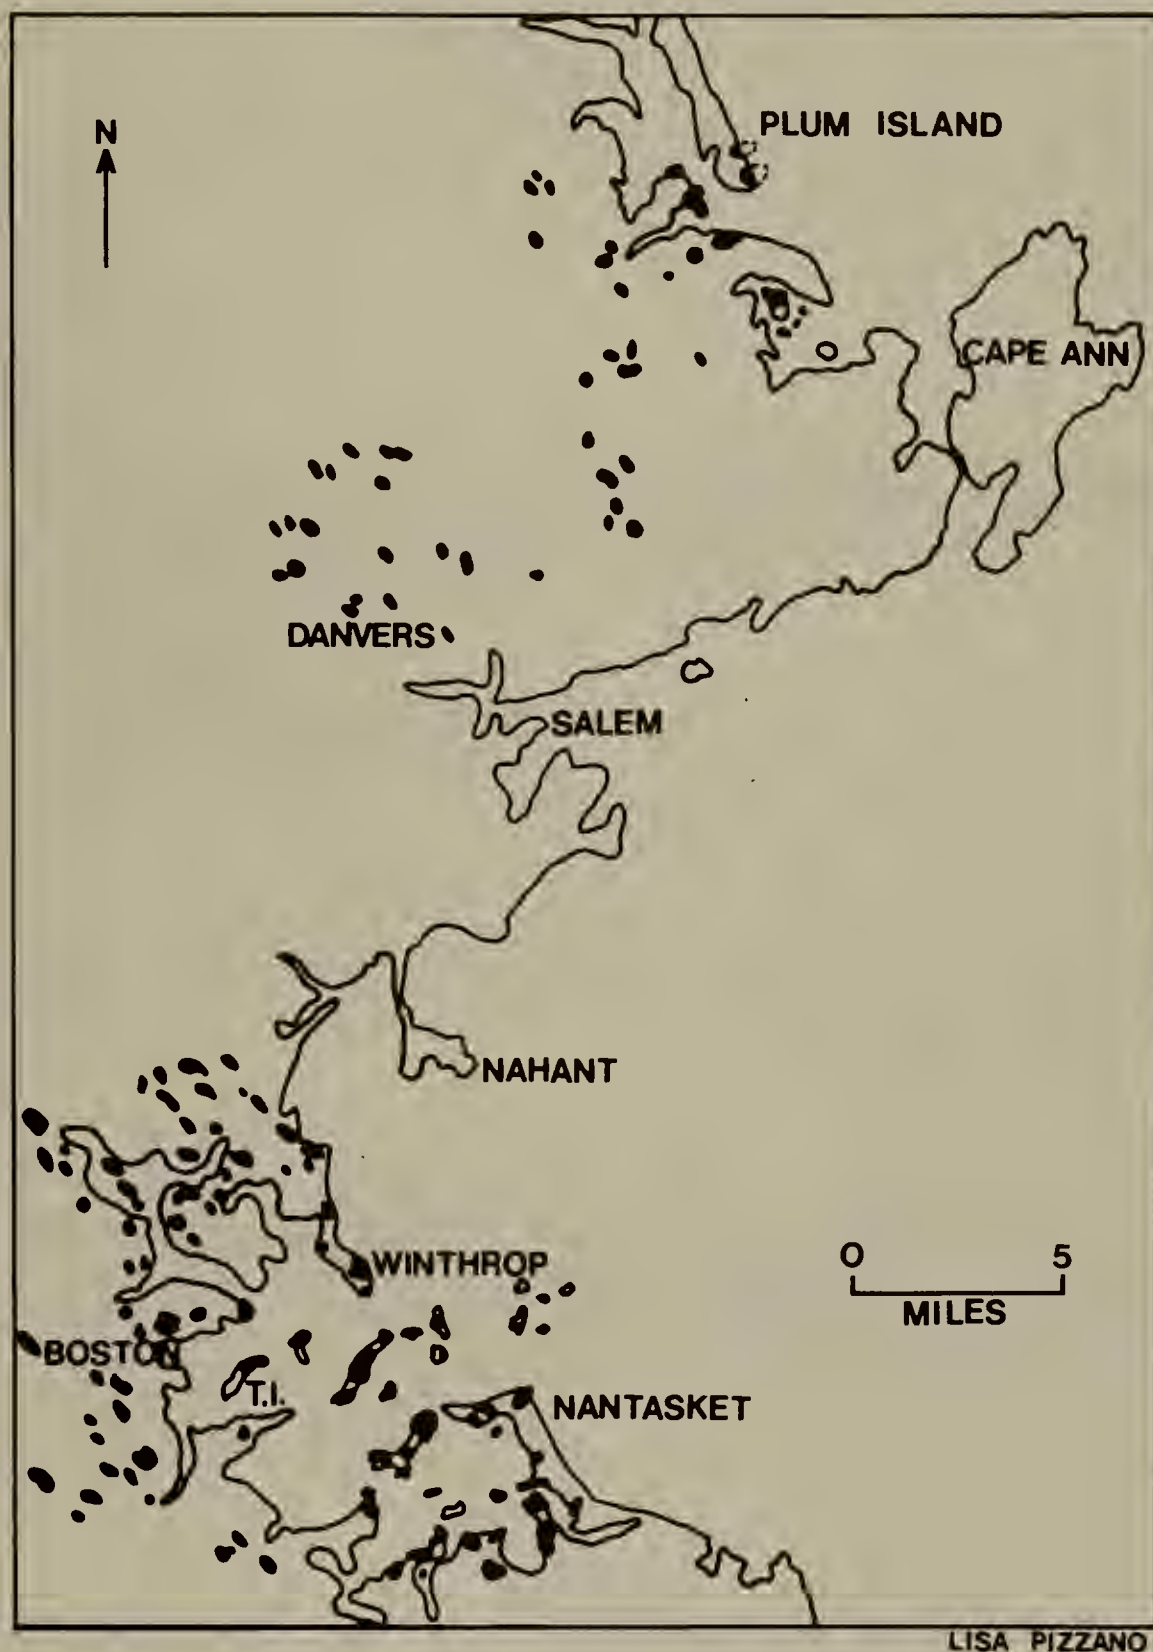 N
PLUM ISLAND
CAPE ANN
DANVERS
SALEM
NAHANT
WINTHROP
0 5
MILES
BOSTON
T.I.
NANTASKET
LISA PIZZANO